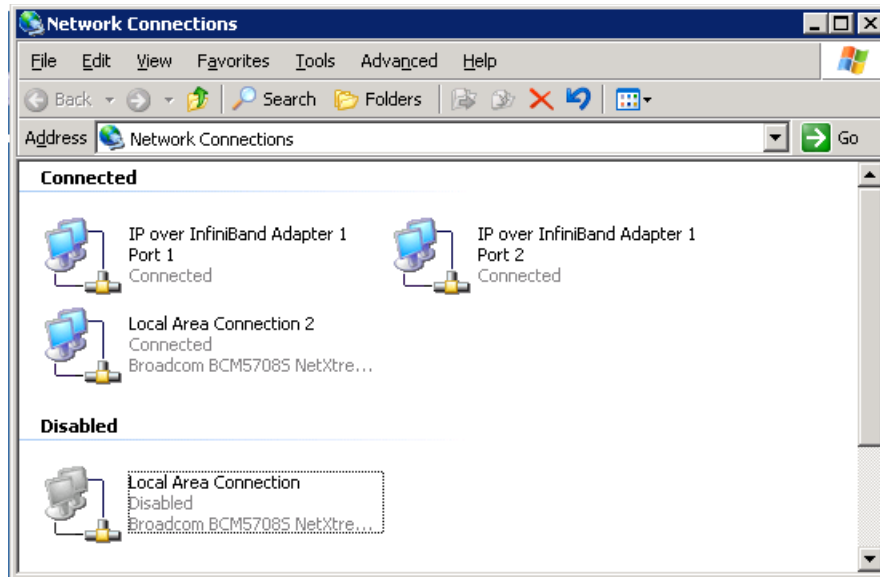 Network Connections
File Edit View Favorites Tools Advanced Help
Back Search Folders
Address Network Connections Go
Connected
IP over InfiniBand Adapter 1
Port 1
Connected
IP over InfiniBand Adapter 1
Port 2
Connected
Local Area Connection 2
Connected
Broadcom BCM5708S NetXtre...
Disabled
Local Area Connection
Disabled
Broadcom BCM5708S NetXtre...